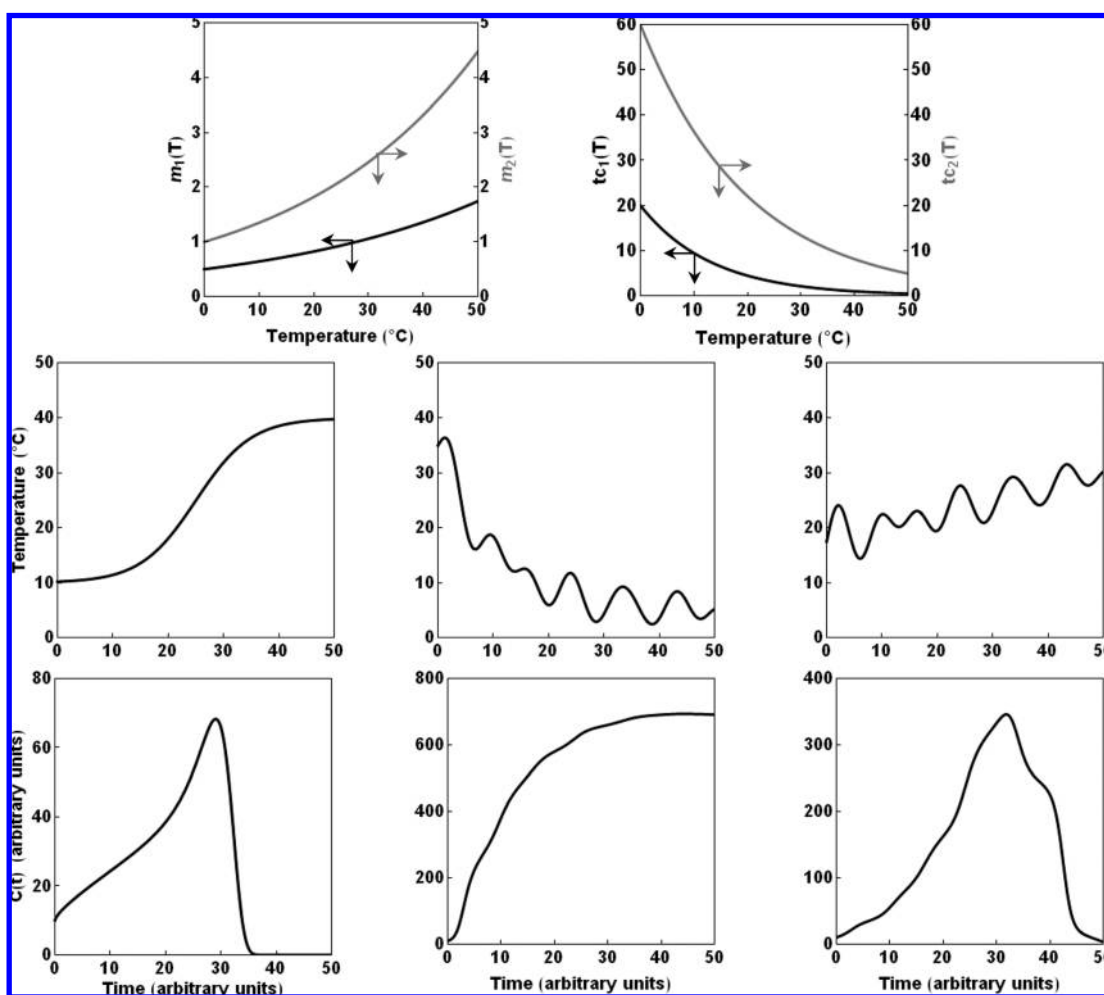 5 5 60 60
4 4 50 50
3 3 40 40
2 2 30 30
1 1 20 20
0 0 10 10
0 0
m₁(T) m₂(T) tc₁(T) tc₂(T)
0 10 20 30 40 50 0 10 20 30 40 50
Temperature (°C) Temperature (°C)
50 50 50
40 40 40
30 30 30
20 20 20
10 10 10
0 0 0
Temperature (°C)
0 10 20 30 40 50 0 10 20 30 40 50 0 10 20 30 40 50
80 800 400
60 600 300
40 400 200
20 200 100
0 0 0
C(t) (arbitrary units)
0 10 20 30 40 50 0 10 20 30 40 50 0 10 20 30 40 50
Time (arbitrary units) Time (arbitrary units) Time (arbitrary units)